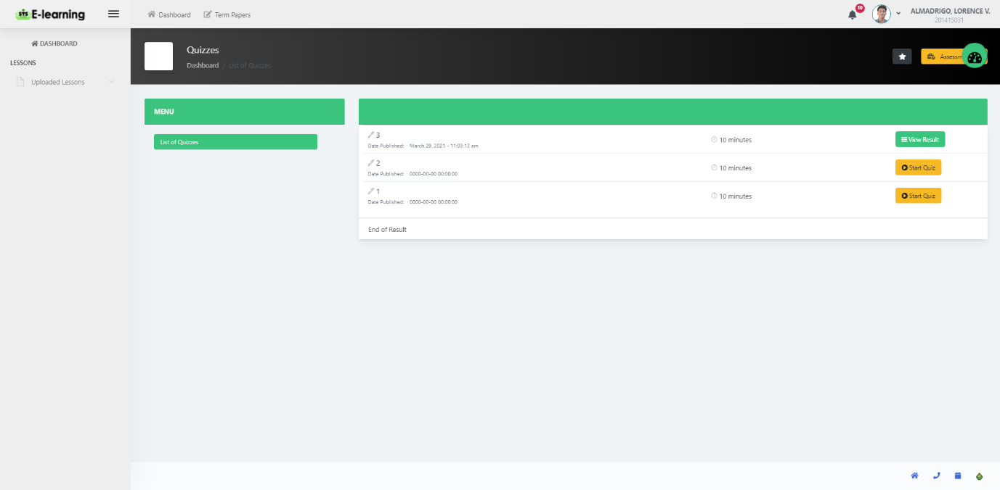 STS E-learning
Dashboard
Term Papers
10
ALMADRIGO, LORENCE V.
201415031
DASHBOARD
LESSONS
Uploaded Lessons
Quizzes
Dashboard / List of Quizzes
Assessm
MENU
List of Quizzes
3
Date Published: · March 29, 2021 - 11:03:12 am
10 minutes
View Result
2
Date Published: · 0000-00-00 00:00:00
10 minutes
Start Quiz
1
Date Published: · 0000-00-00 00:00:00
10 minutes
Start Quiz
End of Result